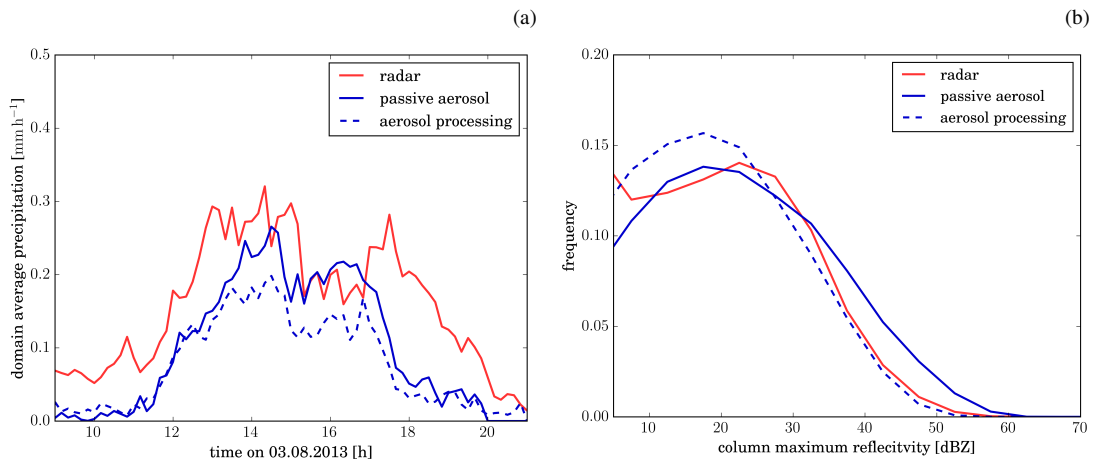 (a)
0.5
0.4
0.3
0.2
0.1
0.0
domain average precipitation [mm h⁻¹]
radar
passive aerosol
aerosol processing
10 12 14 16 18 20
time on 03.08.2013 [h]
(b)
0.20
0.15
0.10
0.05
0.00
frequency
radar
passive aerosol
aerosol processing
10 20 30 40 50 60 70
column maximum reflecitvity [dBZ]